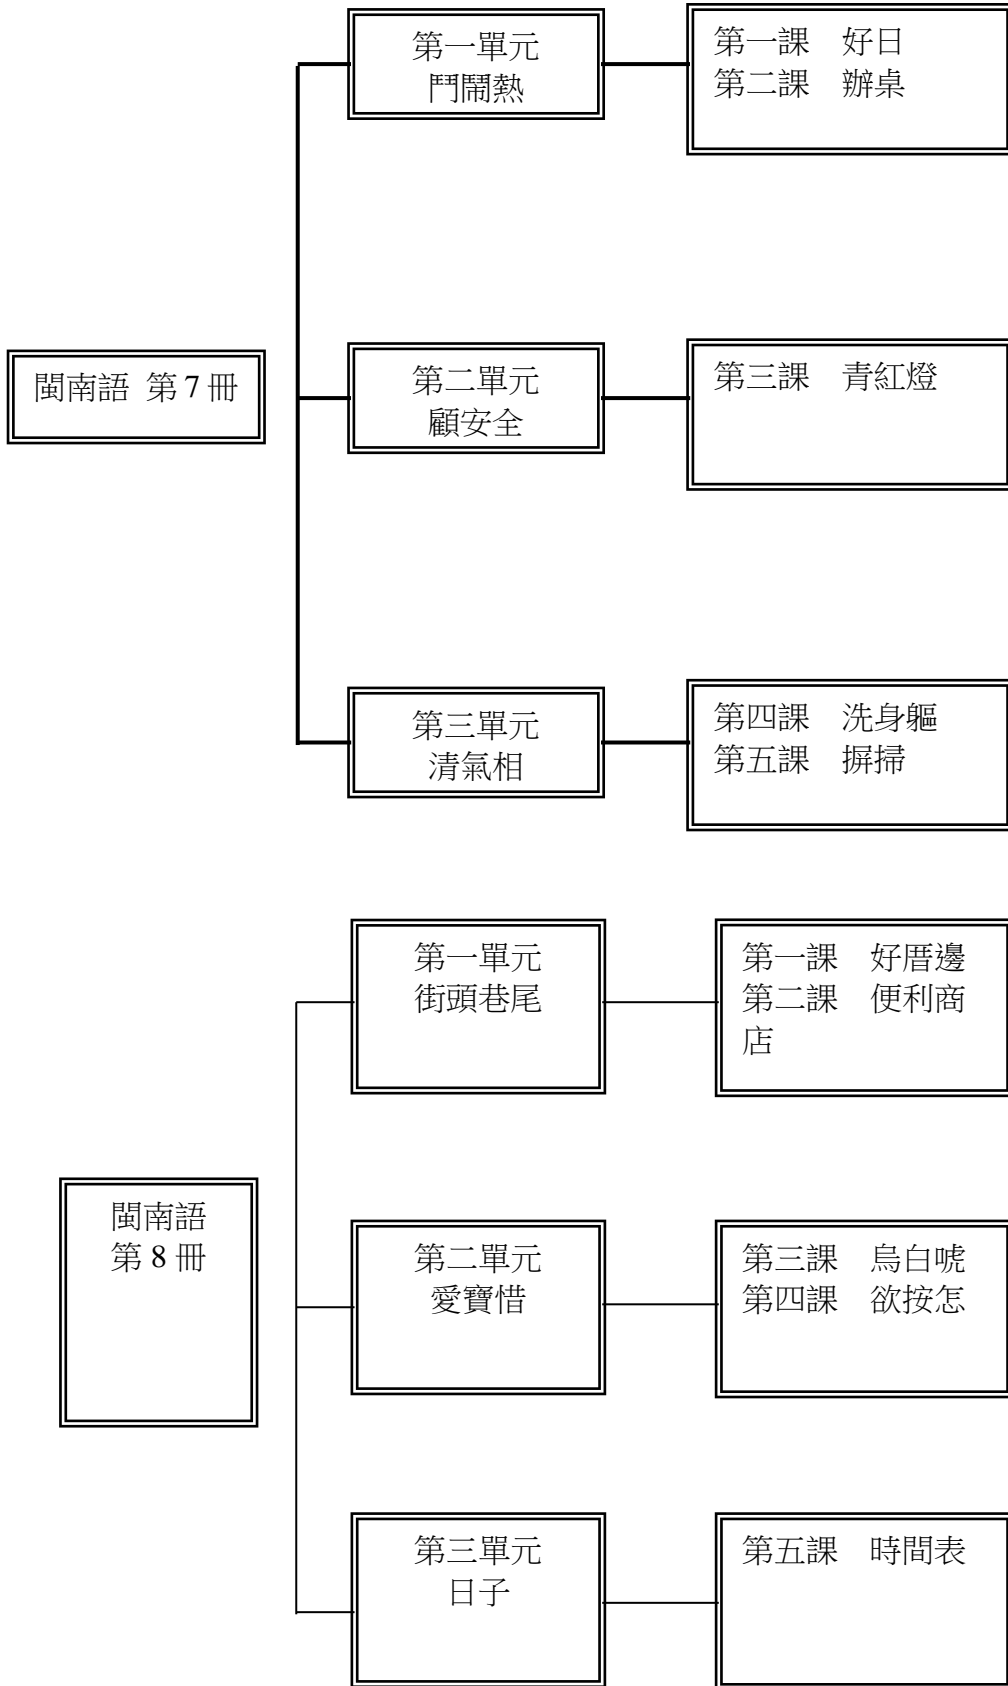 閩南語 第7冊
第一單元
鬥鬧熱
第一課 好日
第二課 辦桌
第二單元
顧安全
第三課 青紅燈
第三單元
清氣相
第四課 洗身軀
第五課 摒掃
閩南語
第8冊
第一單元
街頭巷尾
第一課 好厝邊
第二課 便利商
店
第二單元
愛寶惜
第三課 烏白唬
第四課 欲按怎
第三單元
日子
第五課 時間表